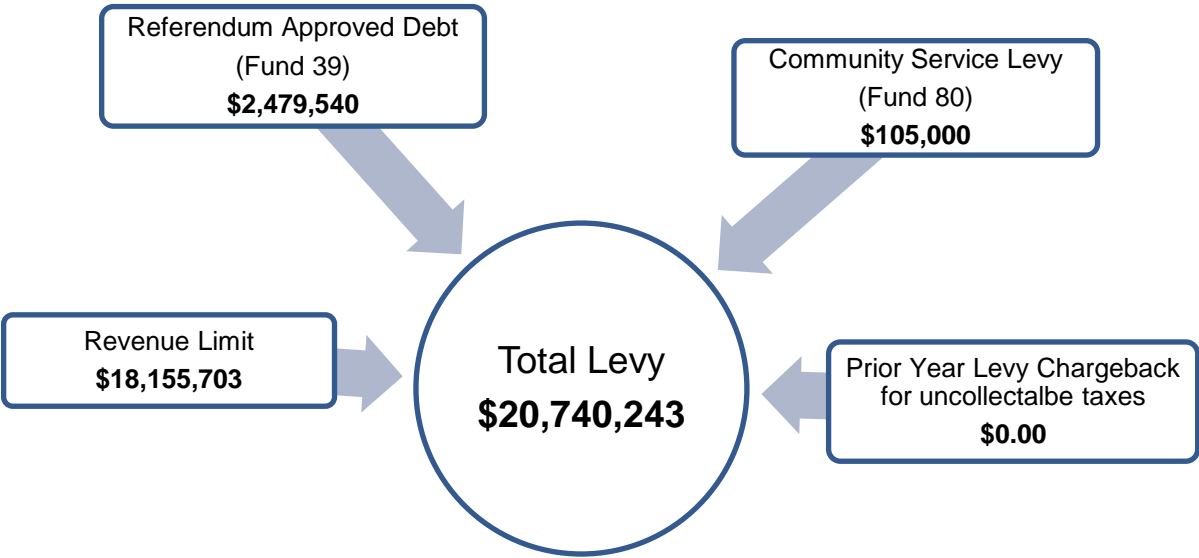 Referendum Approved Debt
(Fund 39)
$2,479,540
Community Service Levy
(Fund 80)
$105,000
Revenue Limit
$18,155,703
Total Levy
$20,740,243
Prior Year Levy Chargeback
for uncollectalbe taxes
$0.00